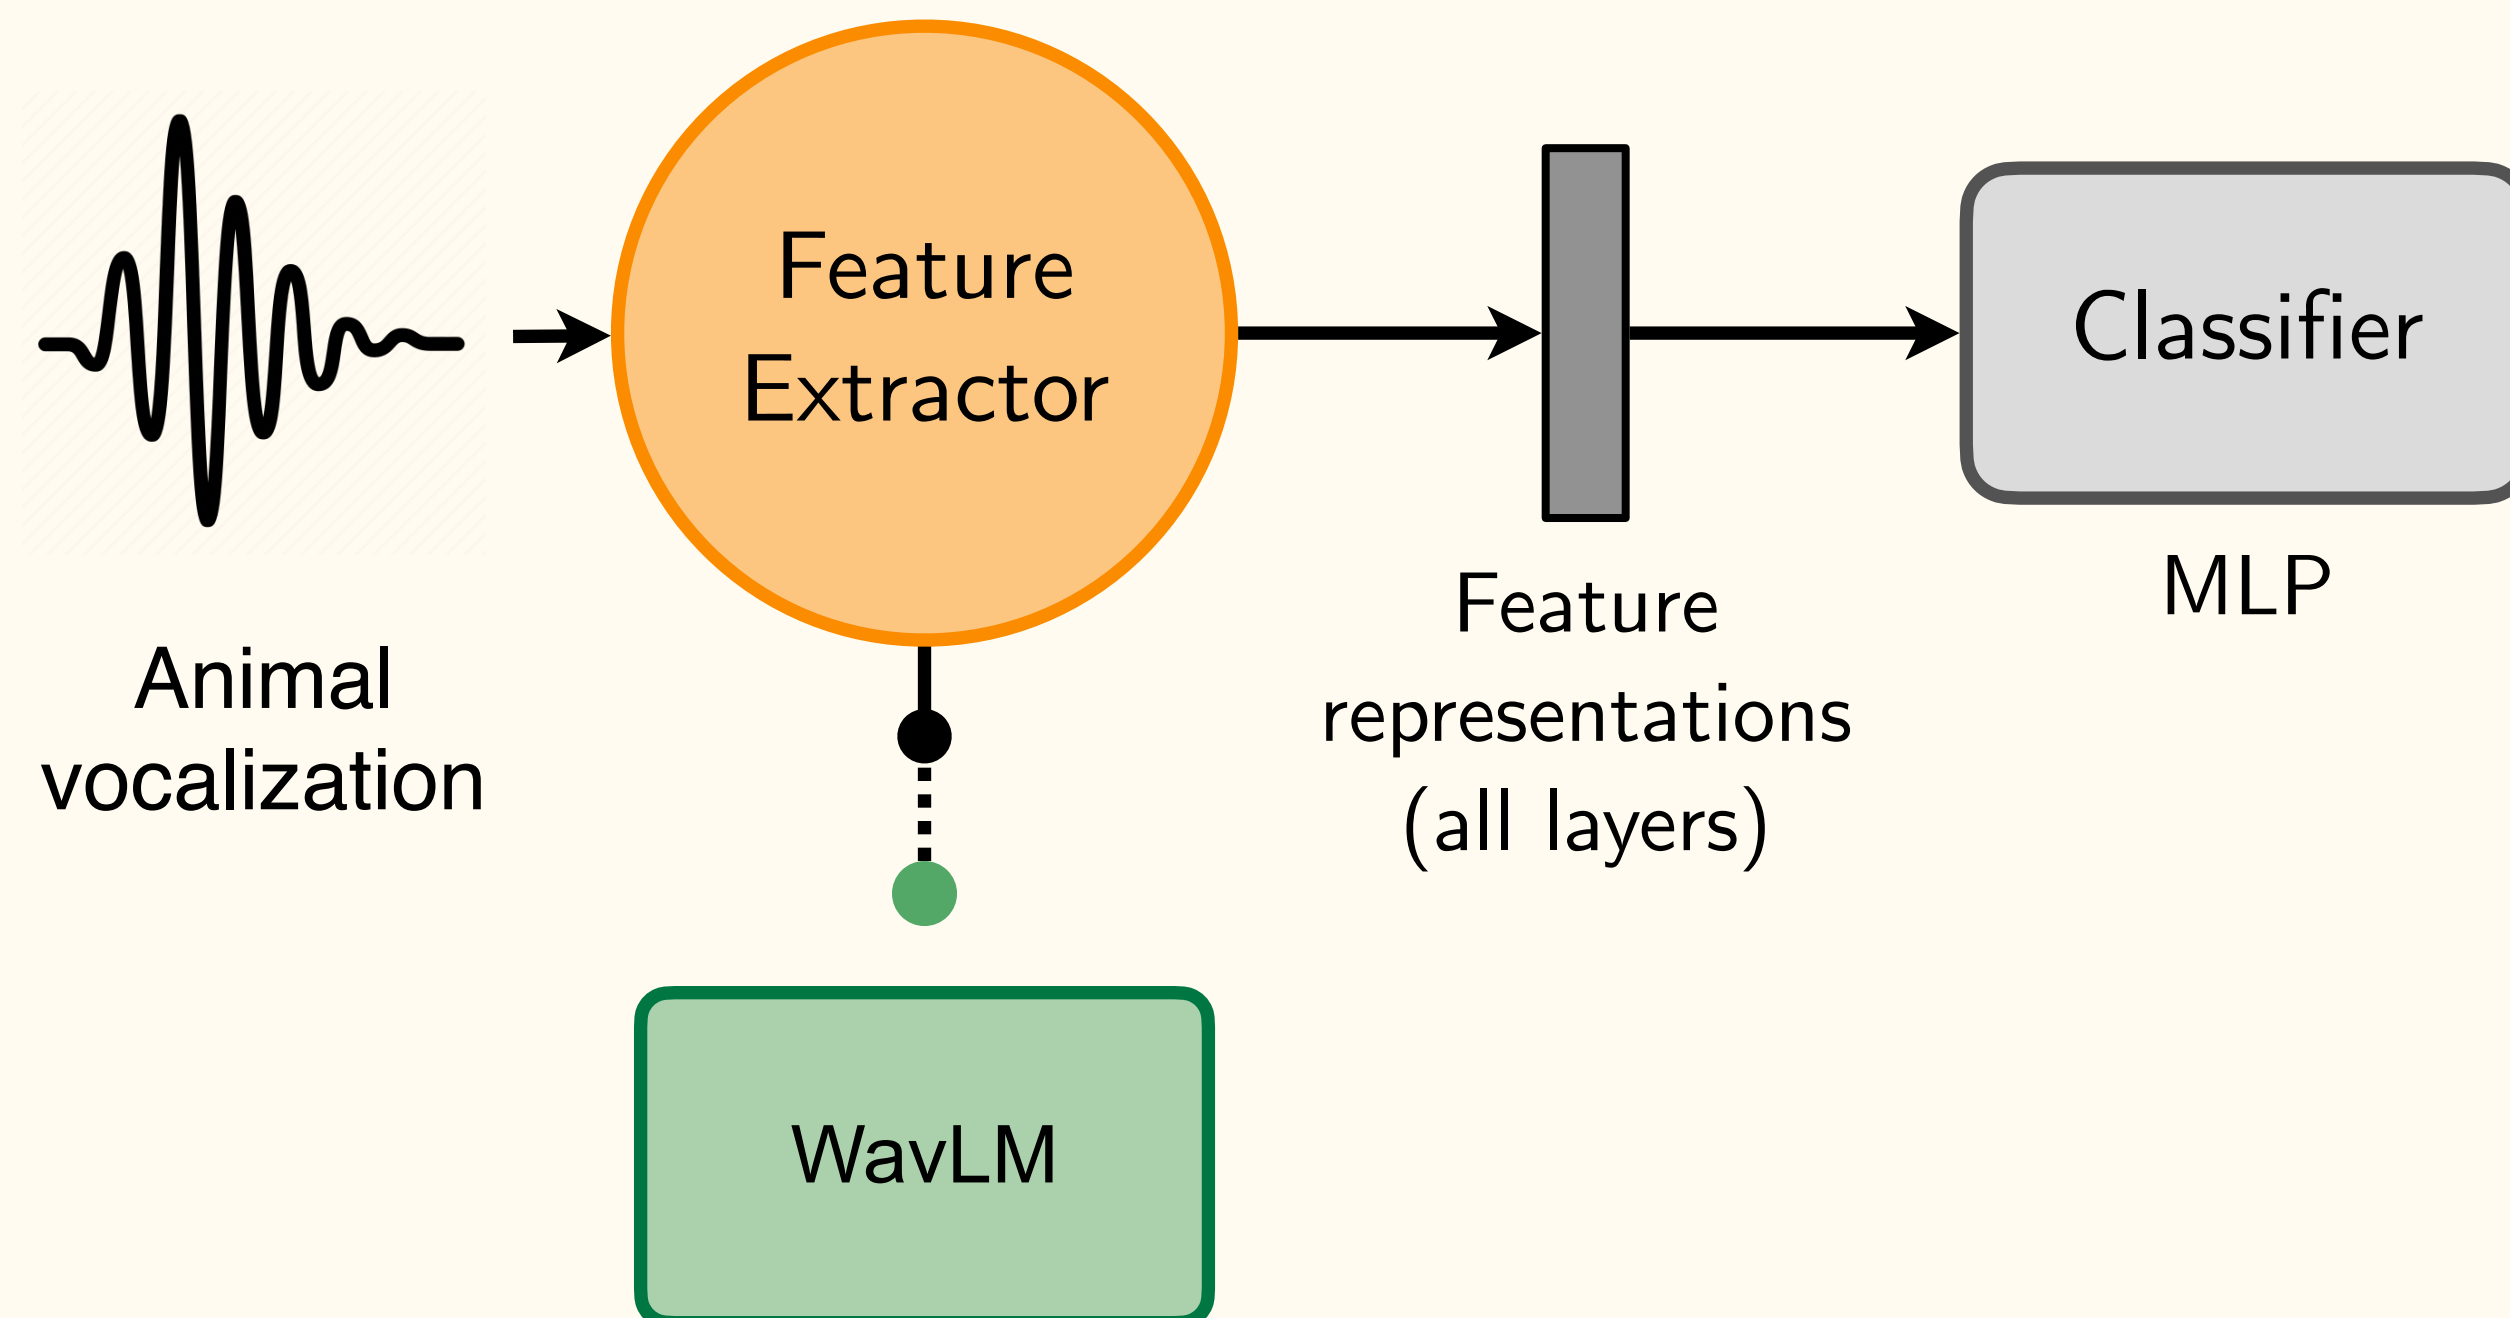 Feature
Extractor
Classifier
MLP
Feature
representations
(all layers)
Animal
vocalization
WavLM